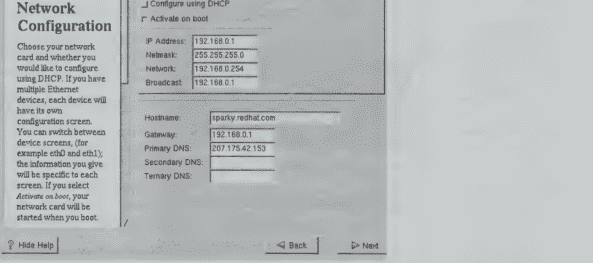 Network
Configuration
Choose your network
card and whether you
would like to configure
using DHCP. If you have
multiple Ethernet
devices, each device will
have its own
configuration screen.
You can switch between
device screens, (for
example eth0 and eth1);
the information you give
will be specific to each
screen. If you select
Activate on boot, your
network card will be
started when you boot.
Configure using DHCP
Activate on boot
IP Address: 192.168.0.1
Netmask: 255.255.255.0
Network: 192.168.0.254
Broadcast: 192.168.0.1
Hostname: sparky.redhat.com
Gateway: 192.168.0.1
Primary DNS: 207.175.42.153
Secondary DNS:
Ternary DNS:
? Hide Help
Back
Next